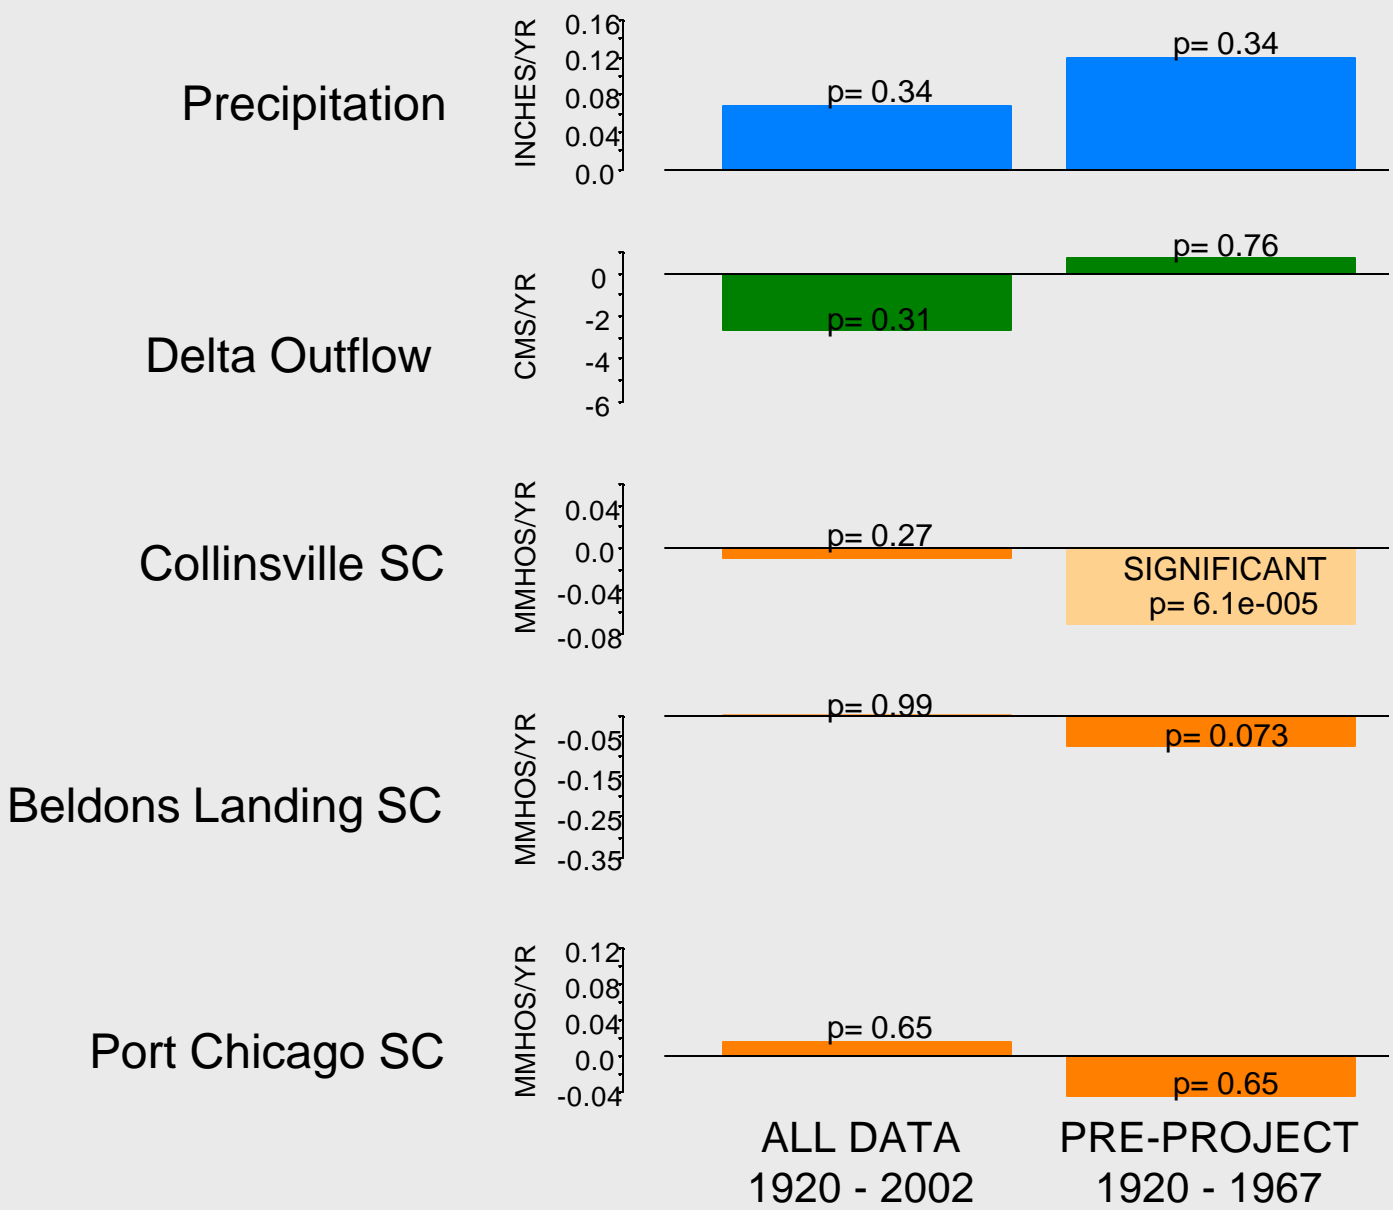 Precipitation
INCHES/YR
0.16
0.12
0.08
0.04
0.0
p= 0.34
p= 0.34
Delta Outflow
CMS/YR
0
-2
-4
-6
p= 0.31
p= 0.76
Collinsville SC
MMHOS/YR
0.04
0.0
-0.04
-0.08
p= 0.27
SIGNIFICANT
p= 6.1e-005
Beldons Landing SC
MMHOS/YR
-0.05
-0.15
-0.25
-0.35
p= 0.99
p= 0.073
Port Chicago SC
MMHOS/YR
0.12
0.08
0.04
0.0
-0.04
p= 0.65
p= 0.65
ALL DATA
1920 - 2002
PRE-PROJECT
1920 - 1967